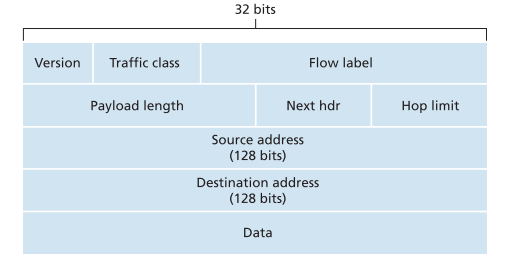 32 bits
Version Traffic class Flow label
Payload length Next hdr Hop limit
Source address
(128 bits)
Destination address
(128 bits)
Data